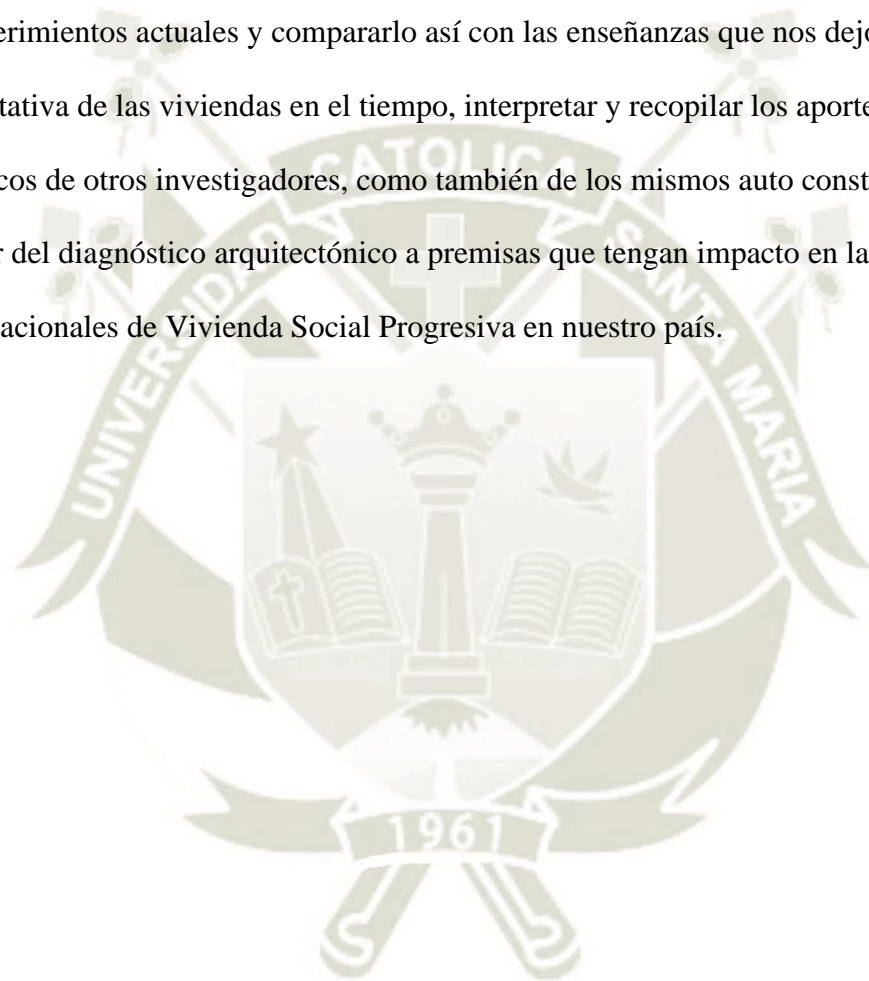 erimientos actuales y compararlo así con las enseñanzas que nos dejó
tativa de las viviendas en el tiempo, interpretar y recopilar los aporte
cos de otros investigadores, como también de los mismos auto const
r del diagnóstico arquitectónico a premisas que tengan impacto en la
acionales de Vivienda Social Progresiva en nuestro país.
UNIVERSIDAD CATOLICA SANTA MARIA
1961